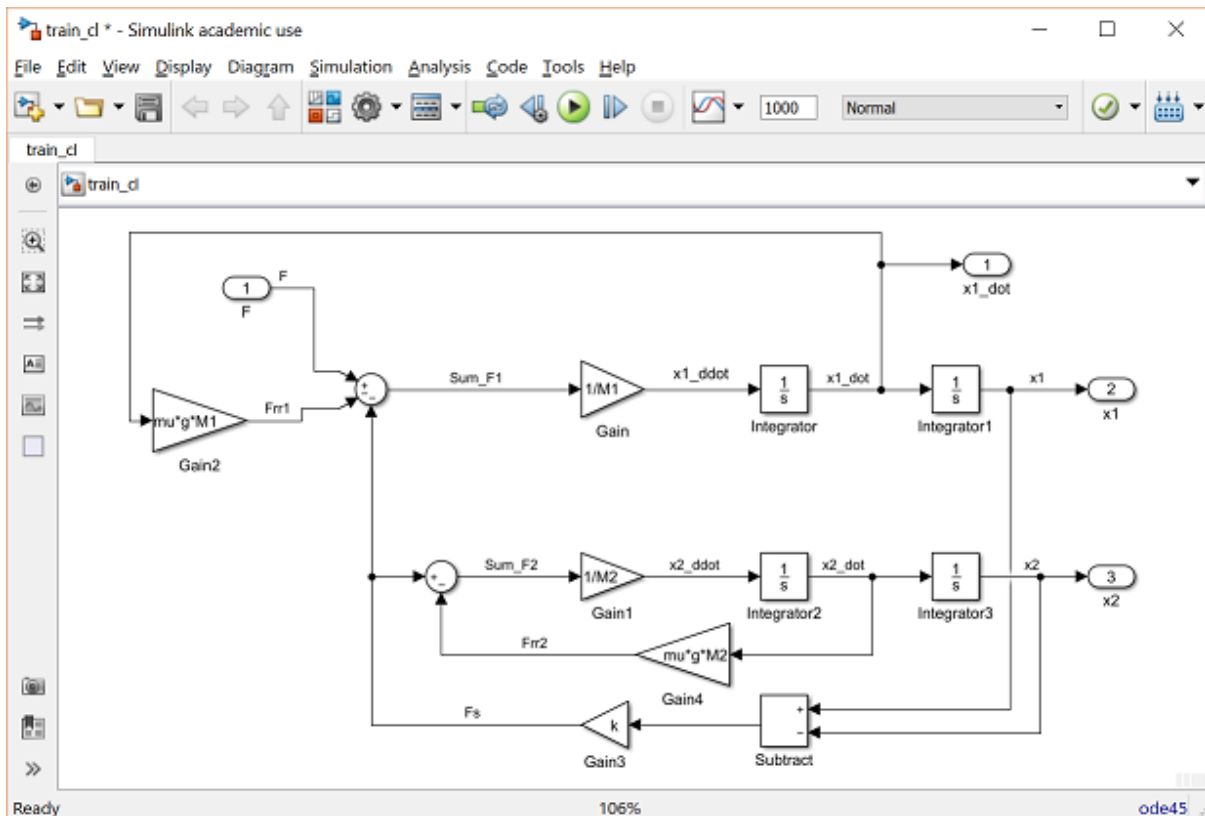 train_cl * - Simulink academic use
File Edit View Display Diagram Simulation Analysis Code Tools Help
1000 Normal
train_cl
train_cl
1
x1_dot
F
1
F
Sum_F1
1/M1
x1_ddot
1
s
x1_dot
1
s
x1
2
x1
+
-
-
Gain
Integrator
Integrator1
mu*g*M1
Frr1
Gain2
+
-
Sum_F2
1/M2
x2_ddot
1
s
x2_dot
1
s
x2
3
x2
Gain1
Integrator2
Integrator3
Frr2
mu*g*M2
Gain4
Fs
k
+
-
Gain3
Subtract
Ready 106% ode45